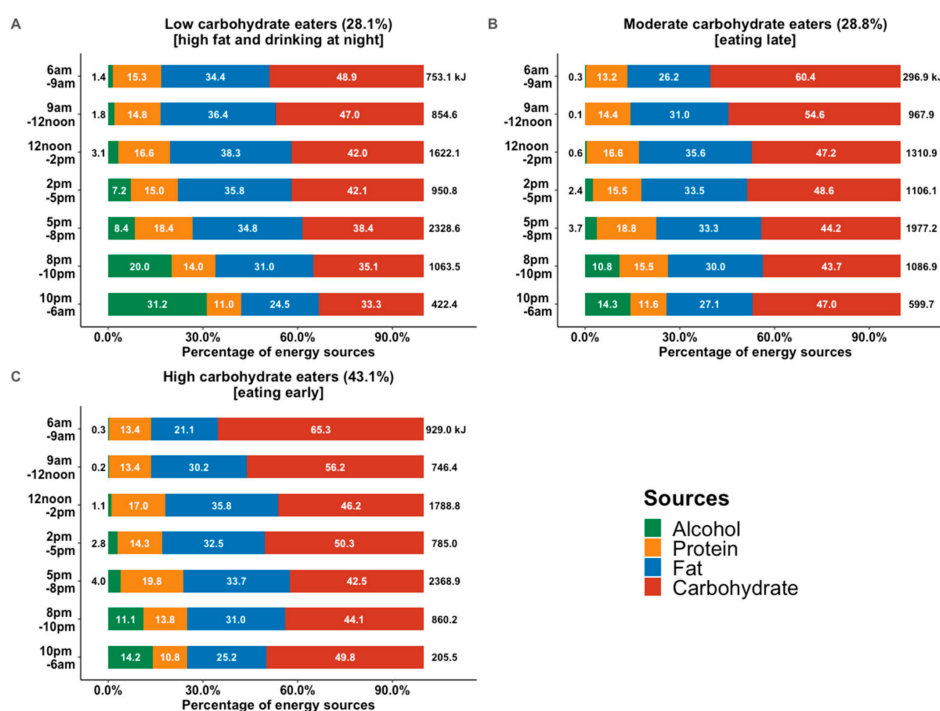 A
Low carbohydrate eaters (28.1%)
[high fat and drinking at night]
6am
-9am
1.4 15.3 34.4 48.9 753.1 kJ
9am
-12noon
1.8 14.8 36.4 47.0 854.6
12noon
-2pm
3.1 16.6 38.3 42.0 1622.1
2pm
-5pm
7.2 15.0 35.8 42.1 950.8
5pm
-8pm
8.4 18.4 34.8 38.4 2328.6
8pm
-10pm
20.0 14.0 31.0 35.1 1063.5
10pm
-6am
31.2 11.0 24.5 33.3 422.4
0.0% 30.0% 60.0% 90.0%
Percentage of energy sources
B
Moderate carbohydrate eaters (28.8%)
[eating late]
6am
-9am
0.3 13.2 26.2 60.4 296.9 kJ
9am
-12noon
0.1 14.4 31.0 54.6 967.9
12noon
-2pm
0.6 16.6 35.6 47.2 1310.9
2pm
-5pm
2.4 15.5 33.5 48.6 1106.1
5pm
-8pm
3.7 18.8 33.3 44.2 1977.2
8pm
-10pm
10.8 15.5 30.0 43.7 1086.9
10pm
-6am
14.3 11.6 27.1 47.0 599.7
0.0% 30.0% 60.0% 90.0%
Percentage of energy sources
C
High carbohydrate eaters (43.1%)
[eating early]
6am
-9am
0.3 13.4 21.1 65.3 929.0 kJ
9am
-12noon
0.2 13.4 30.2 56.2 746.4
12noon
-2pm
1.1 17.0 35.8 46.2 1788.8
2pm
-5pm
2.8 14.3 32.5 50.3 785.0
5pm
-8pm
4.0 19.8 33.7 42.5 2368.9
8pm
-10pm
11.1 13.8 31.0 44.1 860.2
10pm
-6am
14.2 10.8 25.2 49.8 205.5
0.0% 30.0% 60.0% 90.0%
Percentage of energy sources
Sources
Alcohol
Protein
Fat
Carbohydrate